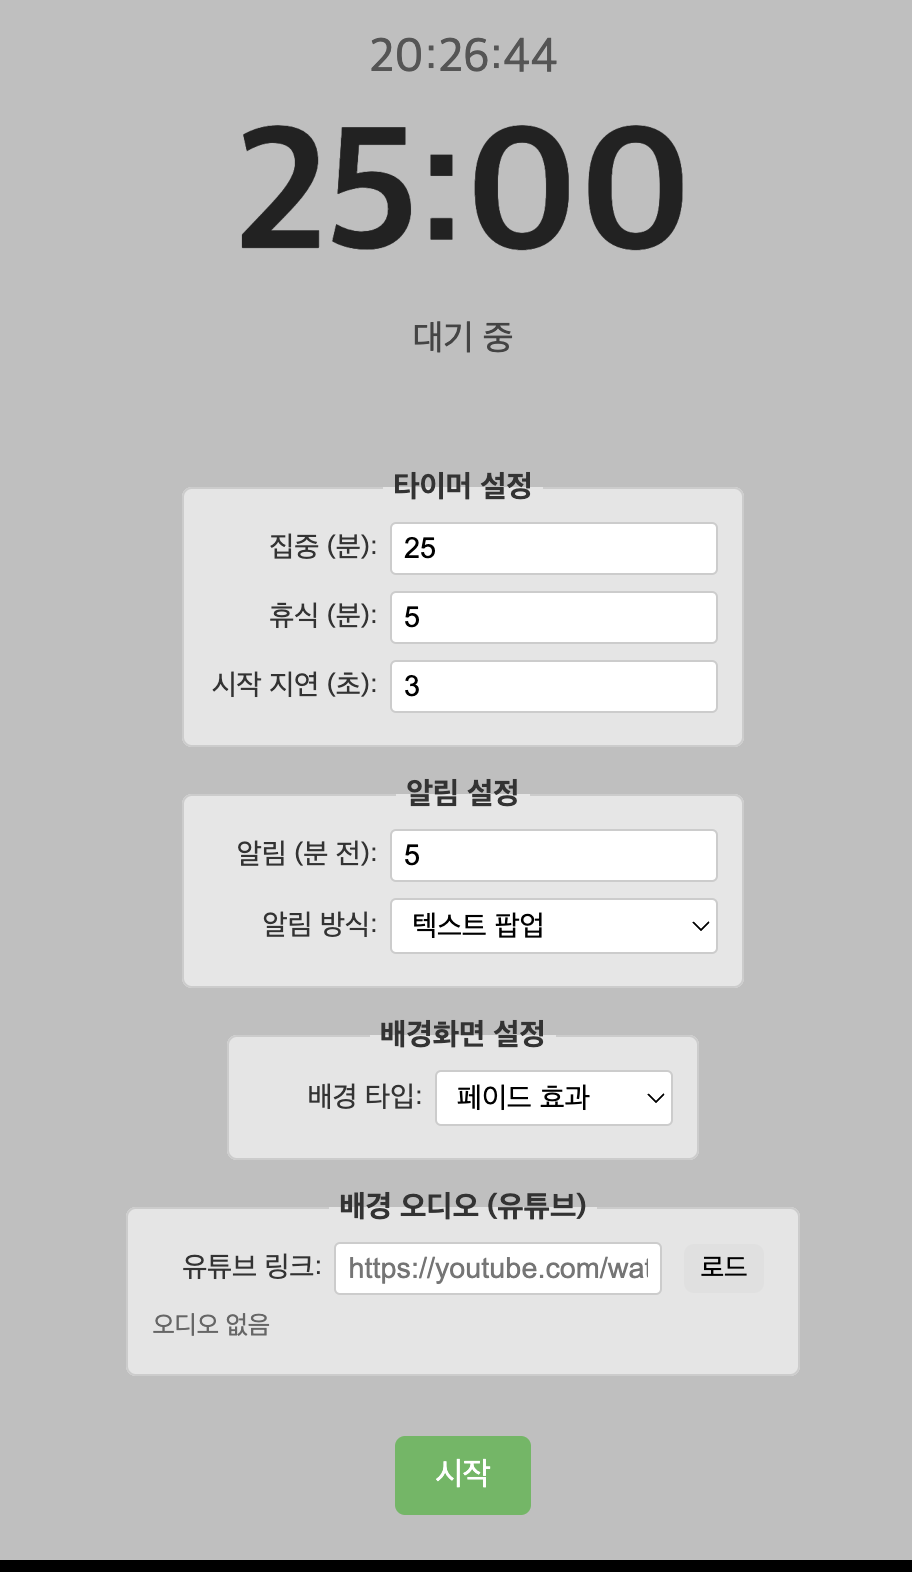 20:26:44
25:00
대기 중
타이머 설정
집중 (분): 25
휴식 (분): 5
시작 지연 (초): 3
알림 설정
알림 (분 전): 5
알림 방식: 텍스트 팝업
배경화면 설정
배경 타입: 페이드 효과
배경 오디오 (유튜브)
유튜브 링크: https://youtube.com/wat 로드
오디오 없음
시작